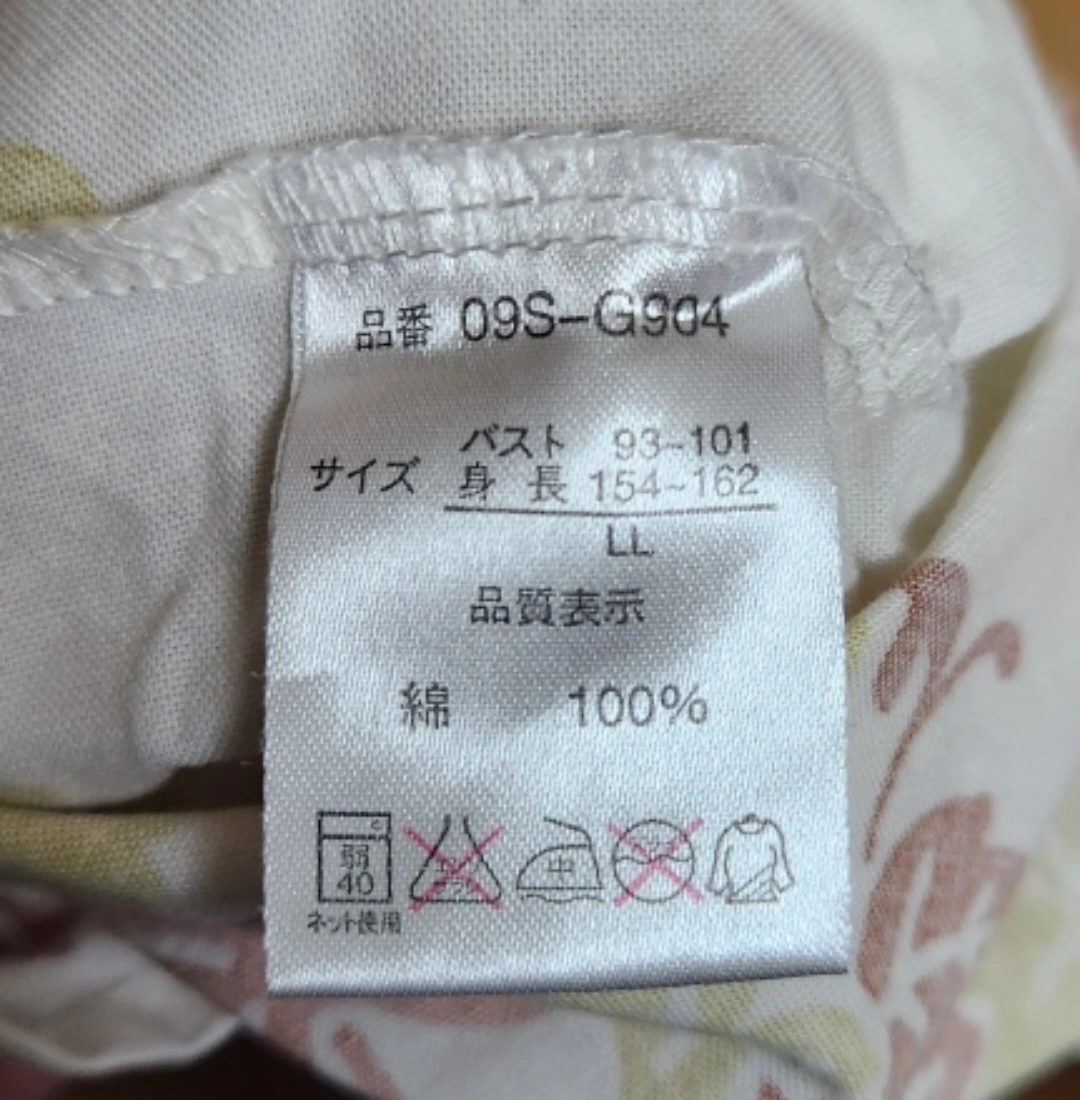 品番 09S-G904
バスト 93~101
サイズ 身長 154~162
LL
品質表示
綿 100%
弱
40
中
ネット使用